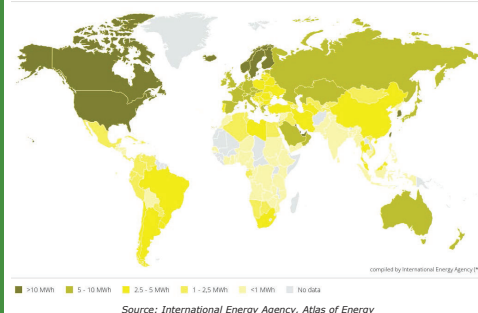 compiled by International Energy Agency (*
>10 MWh 5 - 10 MWh 2.5 - 5 MWh 1 - 2.5 MWh <1 MWh No data
Source: International Energy Agency, Atlas of Energy